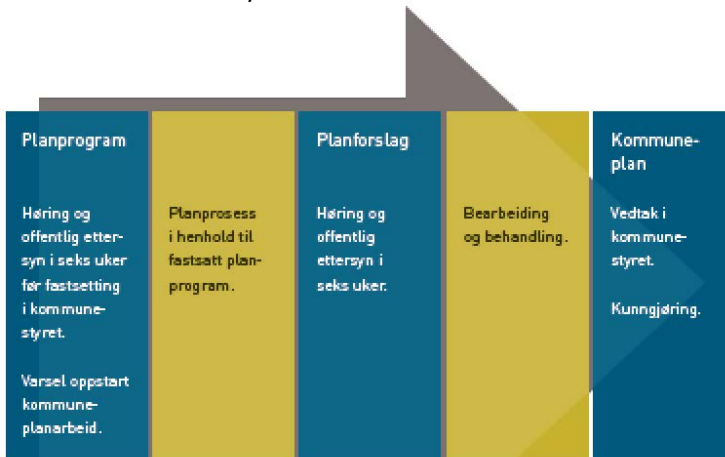 Planprogram
Høring og
offentlig etter-
syn i seks uker
før fastsetting
i kommune-
styret.
Varsel oppstart
kommune-
planarbeid.
Planprosess
i henhold til
fastsatt plan-
program.
Planforslag
Høring og
offentlig
ettersyn i
seks uker.
Bearbeiding
og behandling.
Kommune-
plan
Vedtak i
kommune-
styret.
Kunngjøring.